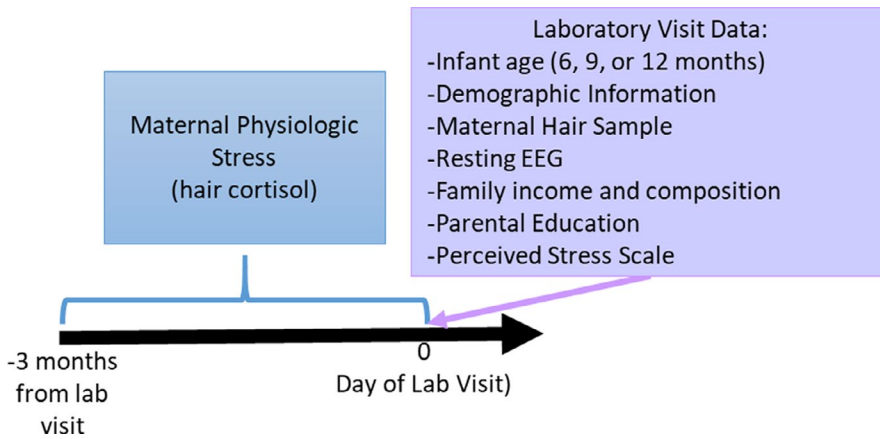 Laboratory Visit Data:
-Infant age (6, 9, or 12 months)
-Demographic Information
-Maternal Hair Sample
-Resting EEG
-Family income and composition
-Parental Education
-Perceived Stress Scale
Maternal Physiologic
Stress
(hair cortisol)
-3 months
from lab
visit
0
Day of Lab Visit)